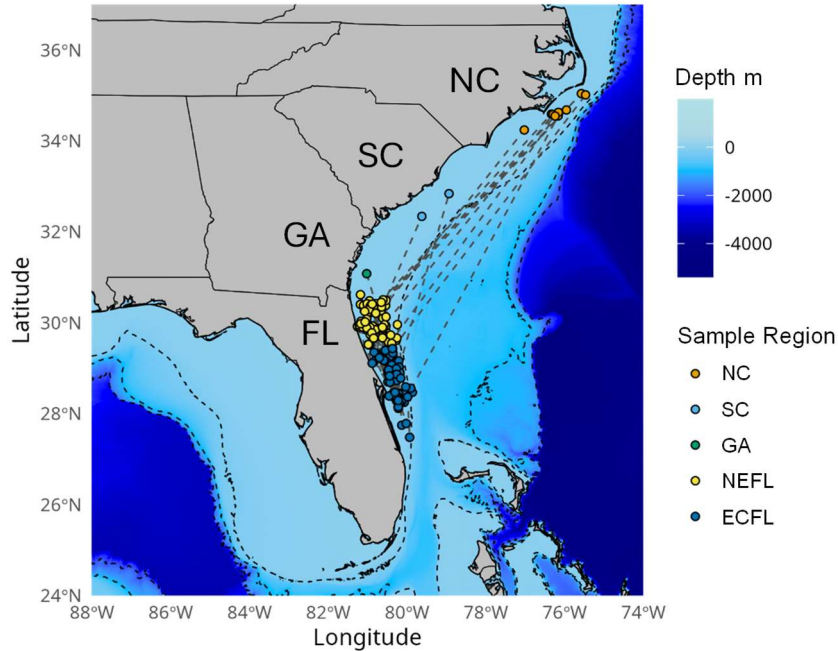 36°N
34°N
32°N
30°N
28°N
26°N
24°N
Latitude
88°W 86°W 84°W 82°W 80°W 78°W 76°W 74°W
Longitude
NC
SC
GA
FL
Depth m
0
-2000
-4000
Sample Region
NC
SC
GA
NEFL
ECFL